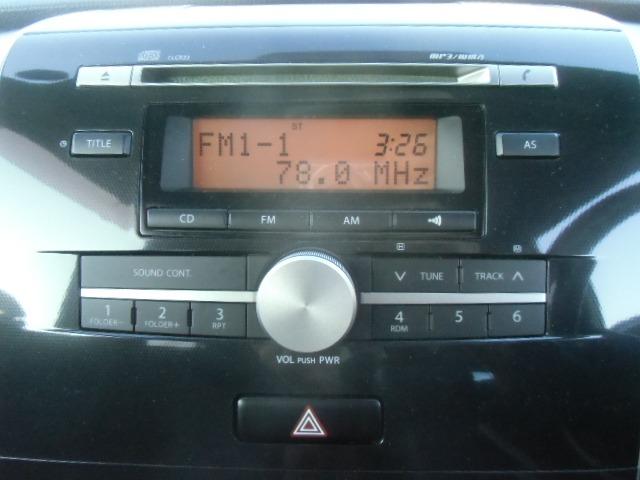 MP3/WMA
ST
FM1-1 3:26
78.0 MHz
TITLE
AS
CD
FM
AM
SOUND CONT.
TUNE
TRACK
1
FOLDER-
2
FOLDER+
3
RPT
4
RDM
5
6
VOL PUSH PWR